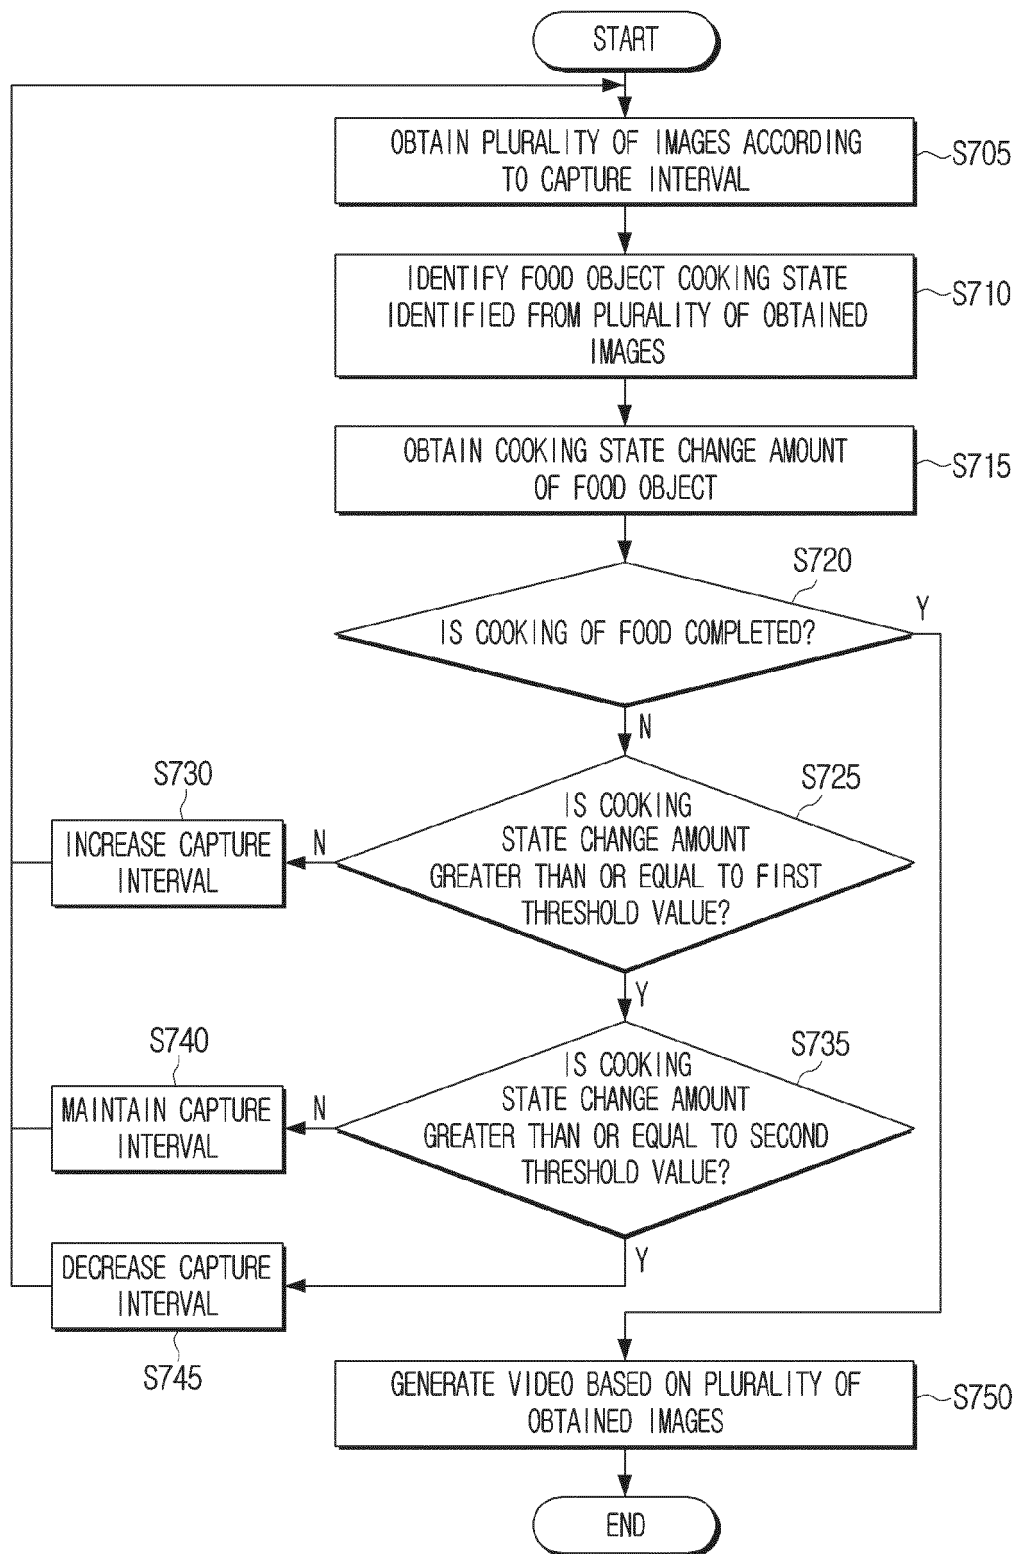 START
OBTAIN PLURALITY OF IMAGES ACCORDING
TO CAPTURE INTERVAL
S705
IDENTIFY FOOD OBJECT COOKING STATE
IDENTIFIED FROM PLURALITY OF OBTAINED
IMAGES
S710
OBTAIN COOKING STATE CHANGE AMOUNT
OF FOOD OBJECT
S715
S720
IS COOKING OF FOOD COMPLETED?
Y
N
S725
IS COOKING
STATE CHANGE AMOUNT
GREATER THAN OR EQUAL TO FIRST
THRESHOLD VALUE?
N
S730
INCREASE CAPTURE
INTERVAL
Y
S735
IS COOKING
STATE CHANGE AMOUNT
GREATER THAN OR EQUAL TO SECOND
THRESHOLD VALUE?
N
S740
MAINTAIN CAPTURE
INTERVAL
Y
DECREASE CAPTURE
INTERVAL
S745
GENERATE VIDEO BASED ON PLURALITY OF
OBTAINED IMAGES
S750
END